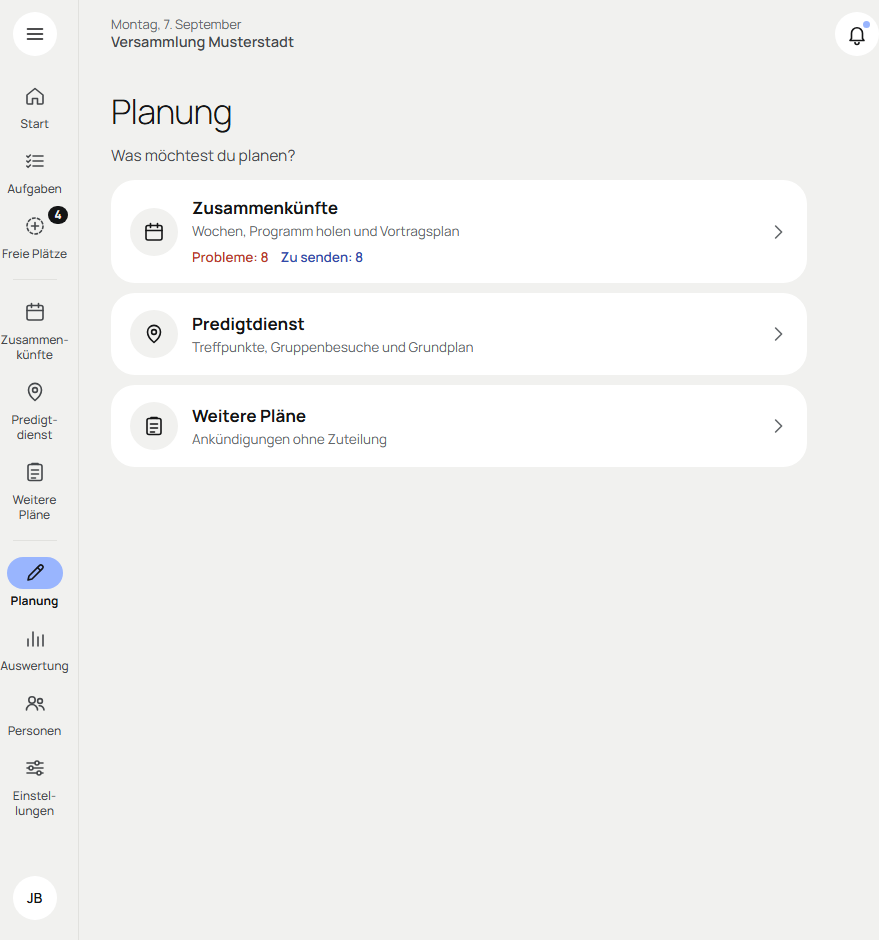 Montag, 7. September
Versammlung Musterstadt
Start
Aufgaben
4
Freie Plätze
Zusammen-
künfte
Predigt-
dienst
Weitere
Pläne
Planung
Auswertung
Personen
Einstel-
lungen
JB
Planung
Was möchtest du planen?
Zusammenkünfte
Wochen, Programm holen und Vortragsplan
Probleme: 8 Zu senden: 8
Predigtdienst
Treffpunkte, Gruppenbesuche und Grundplan
Weitere Pläne
Ankündigungen ohne Zuteilung